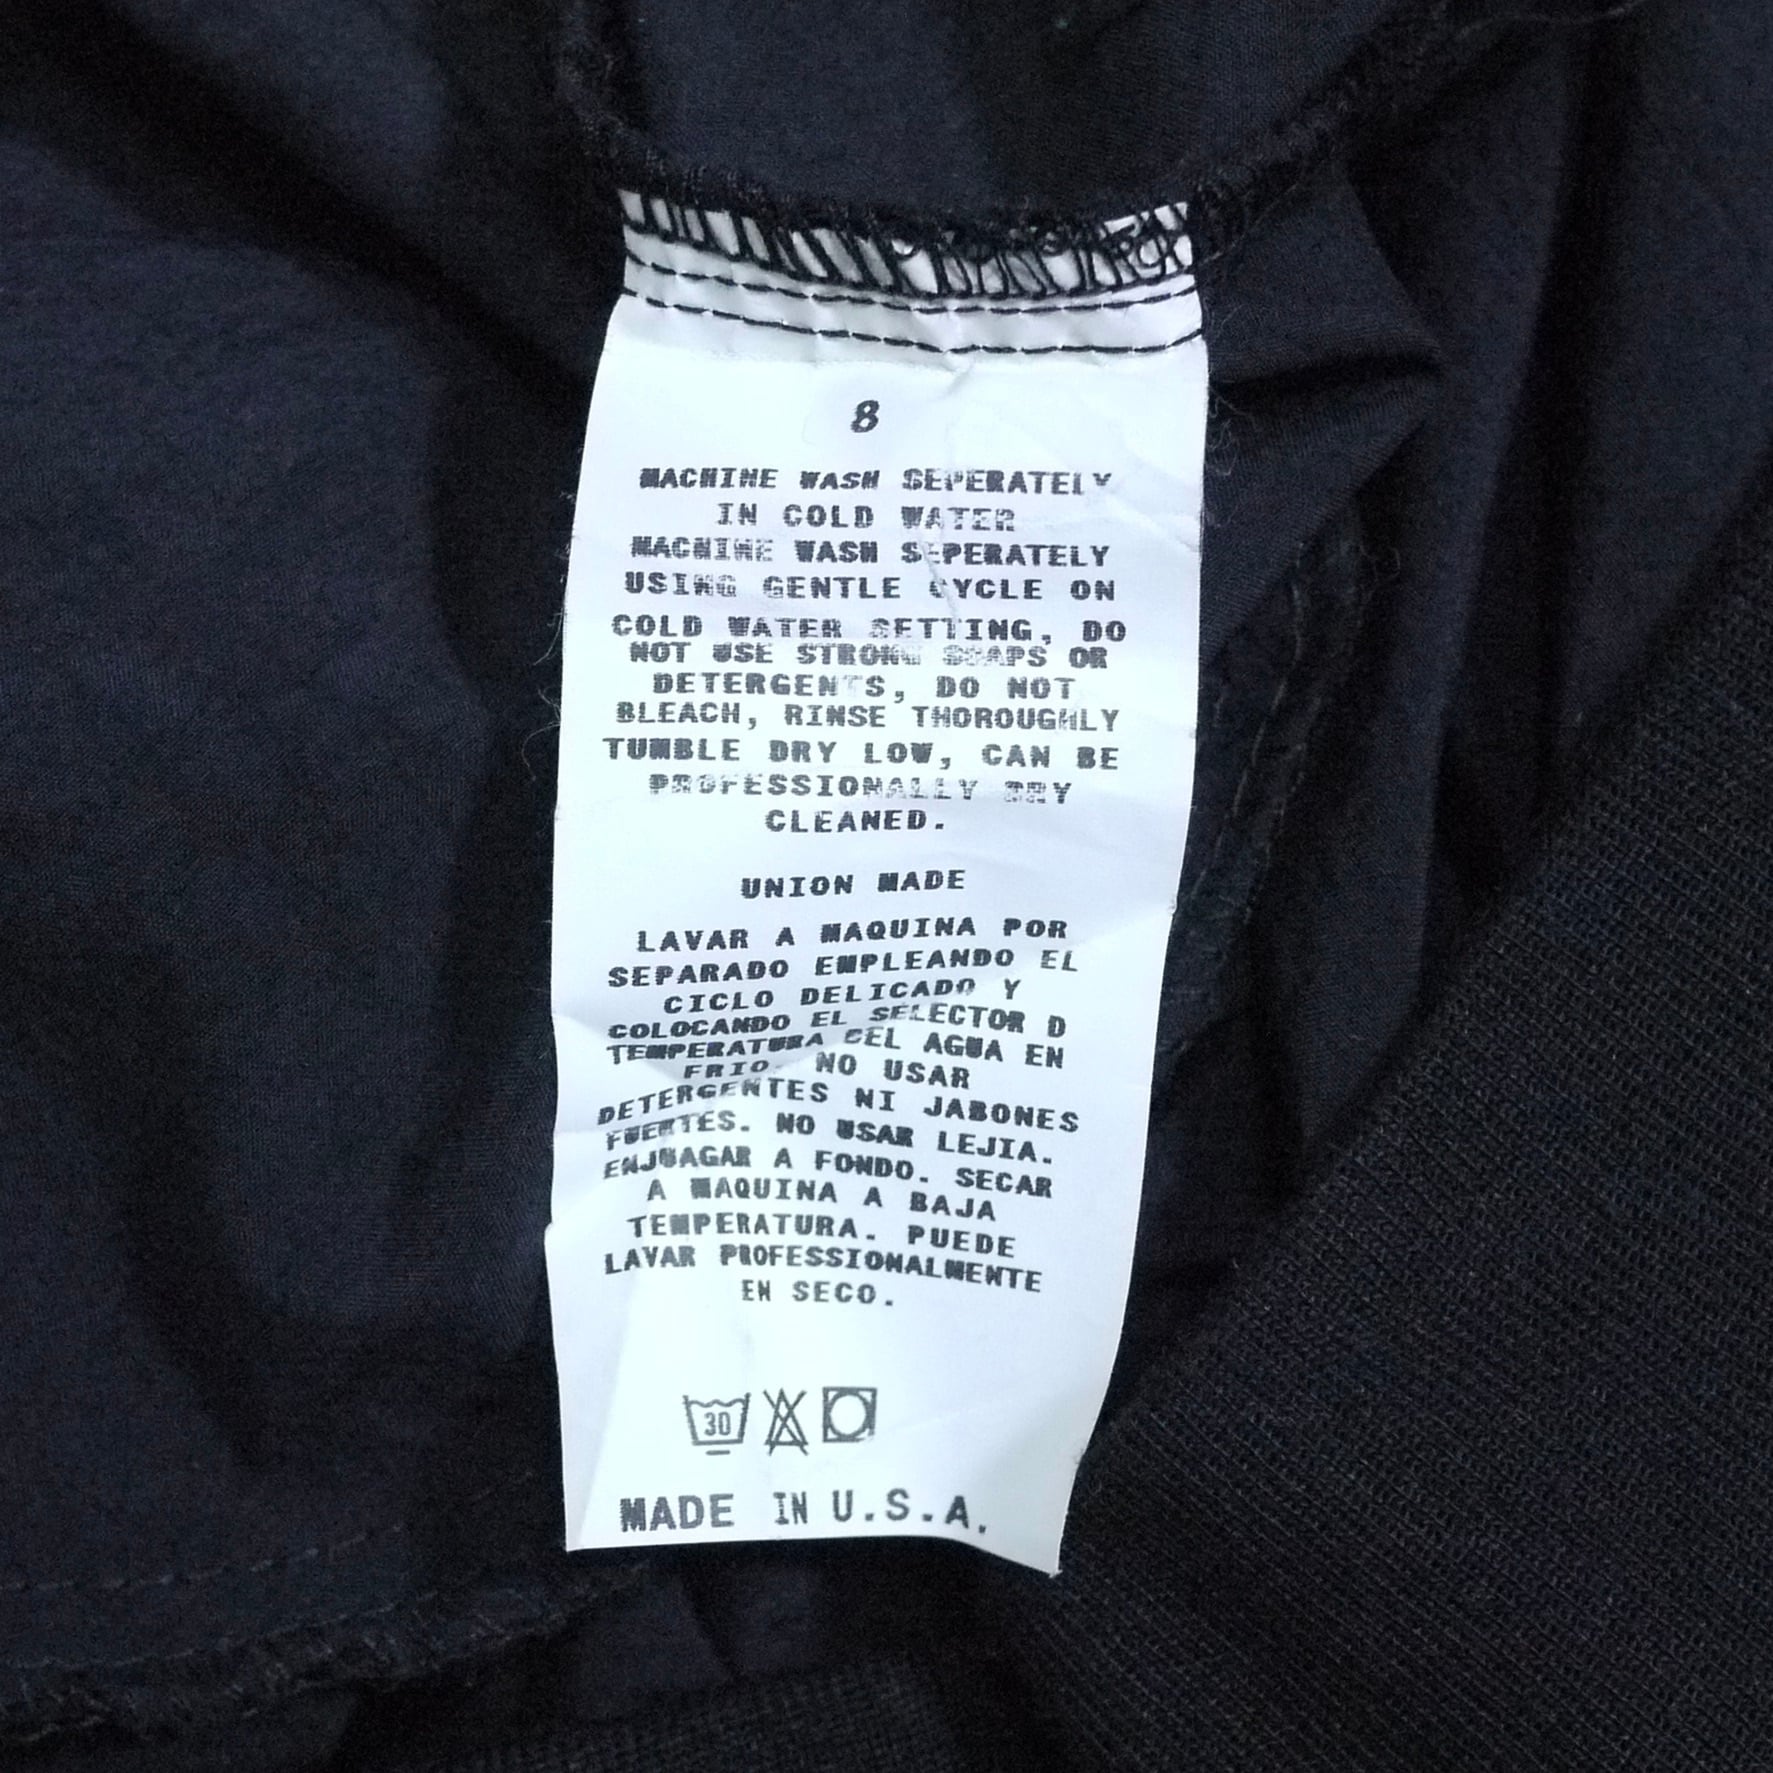 8
MACHINE WASH SEPERATELY
IN COLD WATER
MACHINE WASH SEPERATELY
USING GENTLE CYCLE ON
COLD WATER SETTING, DO
NOT USE STRONG SOAPS OR
DETERGENTS, DO NOT
BLEACH, RINSE THOROUGHLY
TUMBLE DRY LOW, CAN BE
PROFESSIONALLY DRY
CLEANED.
UNION MADE
LAVAR A MAQUINA POR
SEPARADO EMPLEANDO EL
CICLO DELICADO Y
COLOCANDO EL SELECTOR D
TEMPERATURA DEL AGUA EN
FRIO. NO USAR
DETERGENTES NI JABONES
FUERTES. NO USAR LEJIA.
ENJUAGAR A FONDO. SECAR
A MAQUINA A BAJA
TEMPERATURA. PUEDE
LAVAR PROFESSIONALMENTE
EN SECO.
30
MADE IN U.S.A.